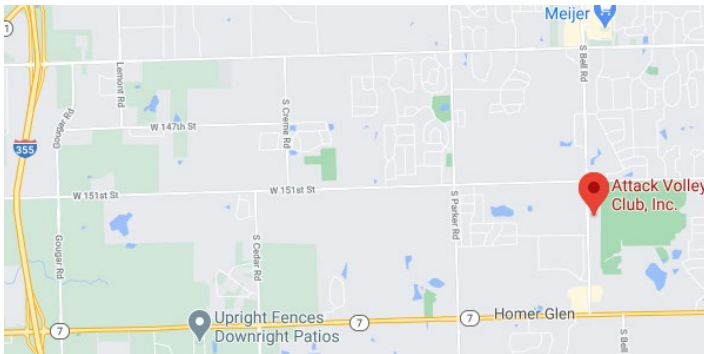 Meijer
S Bell Rd
Lemont Rd
Gougar Rd
S Creme Rd
W 147th St
355
W 151st St
W 151st St
S Parker Rd
Attack Volley
Club, Inc.
Gougar Rd
S Cedar Rd
7
Upright Fences
Downright Patios
7
7
Homer Glen
S Bell